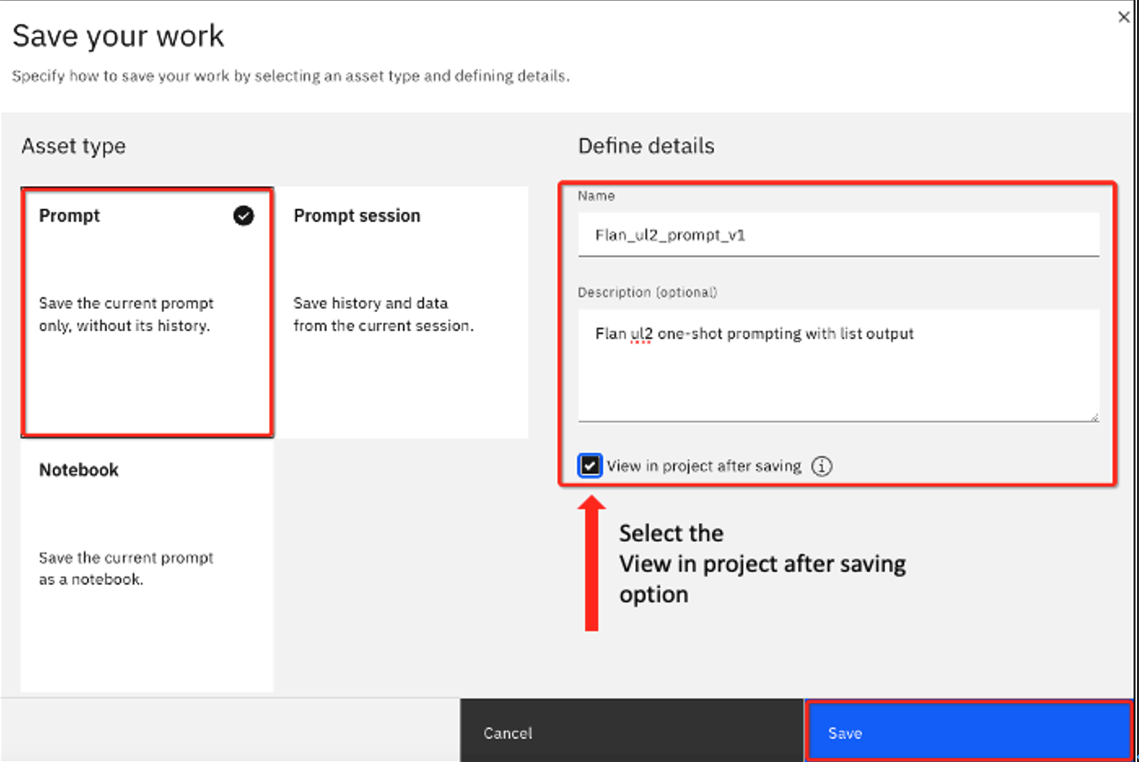 Save your work
Specify how to save your work by selecting an asset type and defining details.
Asset type
Prompt
Save the current prompt
only, without its history.
Prompt session
Save history and data
from the current session.
Notebook
Save the current prompt
as a notebook.
Define details
Name
Flan_ul2_prompt_v1
Description (optional)
Flan ul2 one-shot prompting with list output
View in project after saving
Select the
View in project after saving
option
Cancel
Save